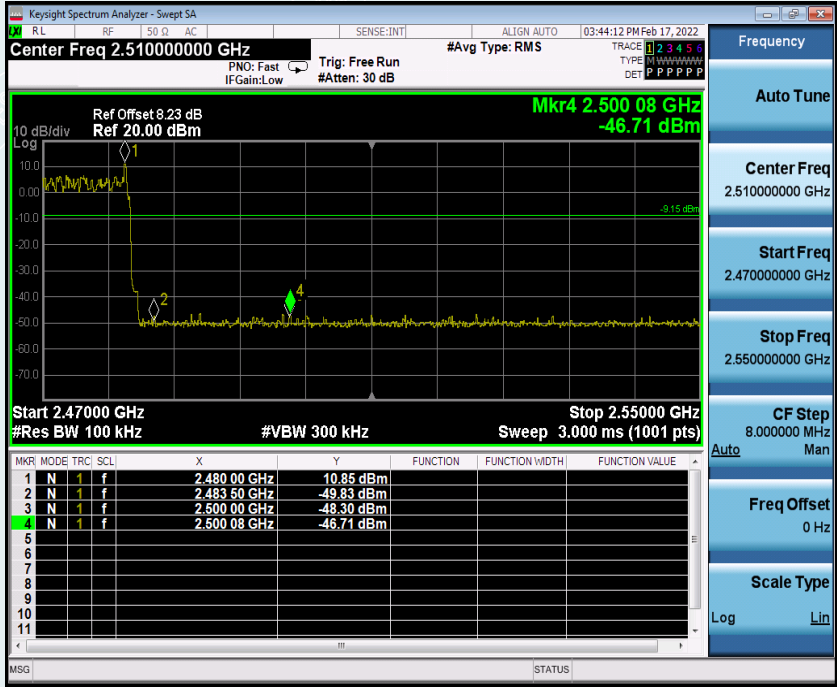 Keysight Spectrum Analyzer - Swept SA
LXI RL RF 50 Ω AC SENSE:INT ALIGN AUTO 03:44:12 PM Feb 17, 2022
Center Freq 2.510000000 GHz
PNO: Fast
IFGain:Low
Trig: Free Run
#Atten: 30 dB
#Avg Type: RMS
TRACE 1 2 3 4 5 6
TYPE M WWWWW
DET P P P P P P
Mkr4 2.500 08 GHz
-46.71 dBm
Ref Offset 8.23 dB
10 dB/div Ref 20.00 dBm
Log
10.0
0.00
-10.0
-20.0
-30.0
-40.0
-50.0
-60.0
-70.0
1
2
4
-9.15 dBm
Start 2.47000 GHz Stop 2.55000 GHz
#Res BW 100 kHz #VBW 300 kHz Sweep 3.000 ms (1001 pts)
MKR MODE TRC SCL X Y FUNCTION FUNCTION WIDTH FUNCTION VALUE
1 N 1 f 2.480 00 GHz 10.85 dBm
2 N 1 f 2.483 50 GHz -49.83 dBm
3 N 1 f 2.500 00 GHz -48.30 dBm
4 N 1 f 2.500 08 GHz -46.71 dBm
5
6
7
8
9
10
11
MSG STATUS
Frequency
Auto Tune
Center Freq
2.510000000 GHz
Start Freq
2.470000000 GHz
Stop Freq
2.550000000 GHz
CF Step
8.000000 MHz
Auto Man
Freq Offset
0 Hz
Scale Type
Log Lin